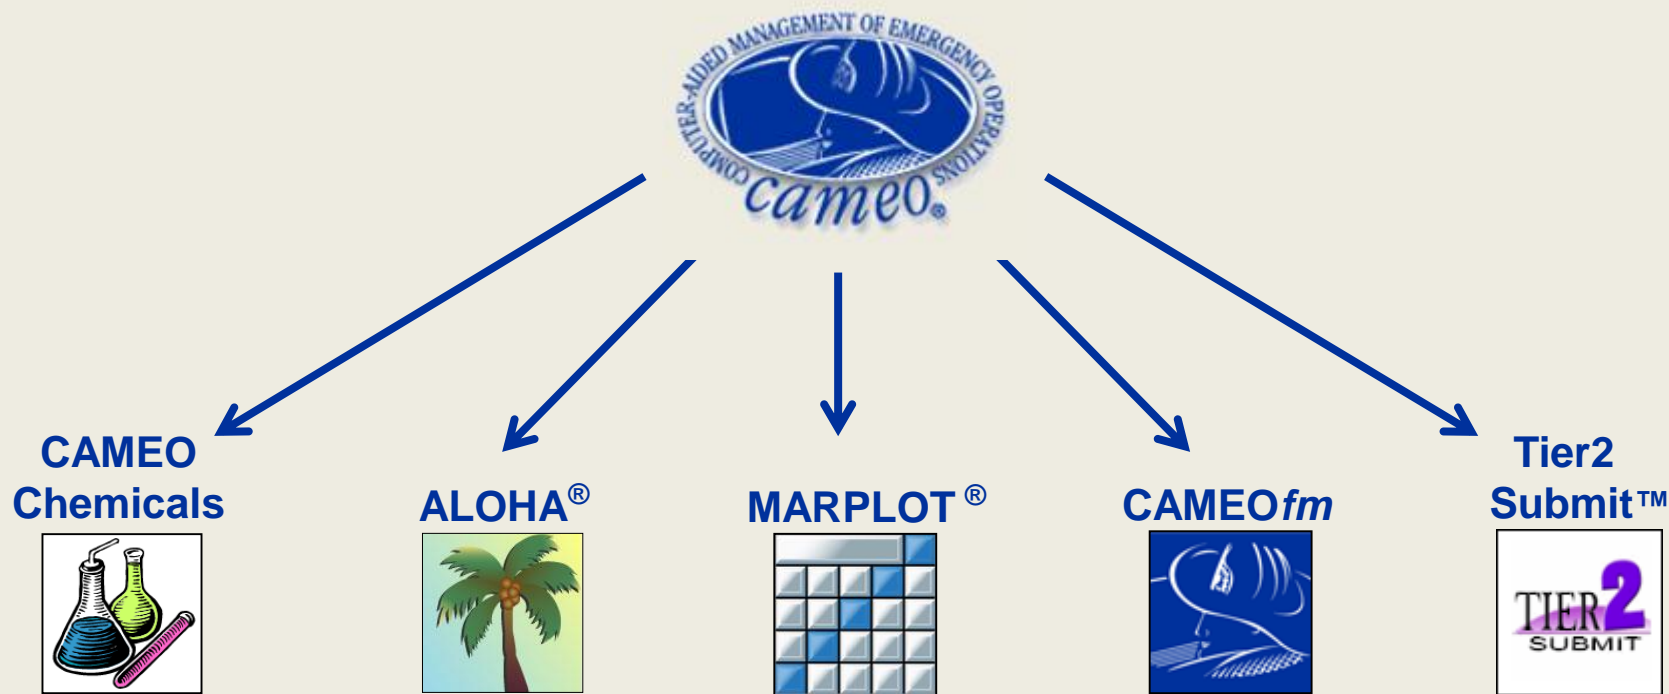 COMPUTER-AIDED MANAGEMENT OF EMERGENCY OPERATIONS
cameo®
CAMEO
Chemicals
ALOHA®
MARPLOT ®
CAMEOfm
Tier2
Submit™
TIER2
SUBMIT